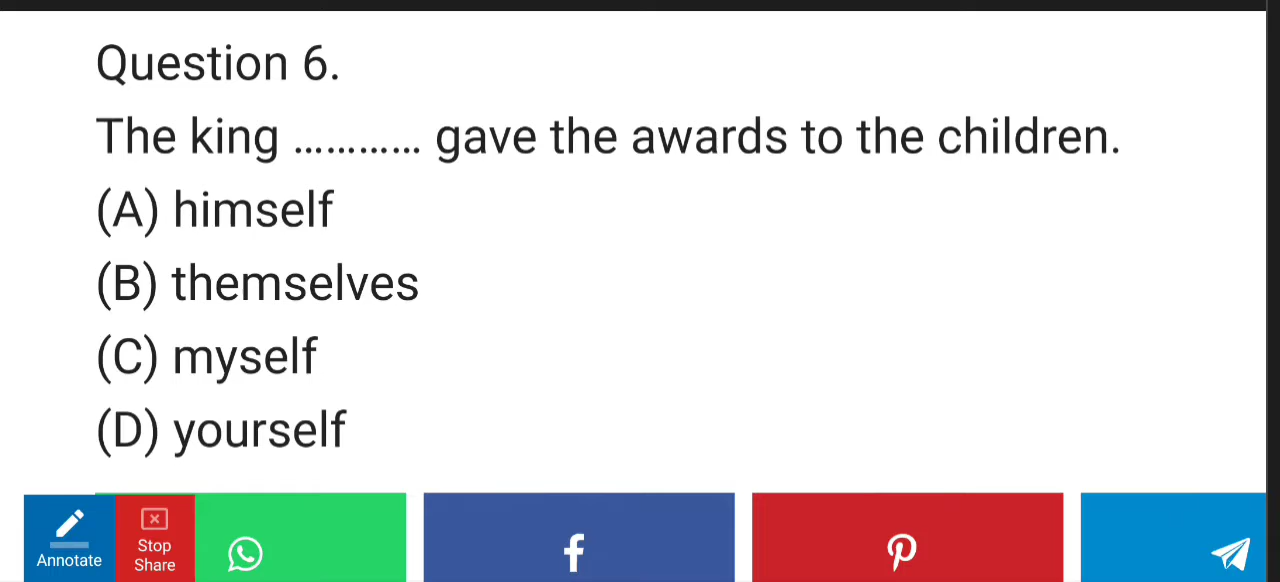 Question 6.
The king ............ gave the awards to the children.
(A) himself
(B) themselves
(C) myself
(D) yourself
Annotate
Stop
Share